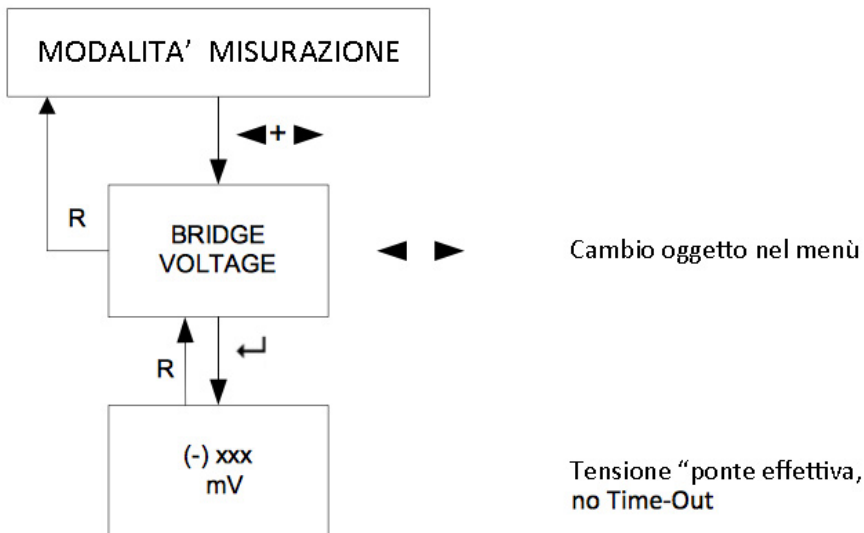 MODALITA' MISURAZIONE
◄+►
R
BRIDGE
VOLTAGE
◄ ►
Cambio oggetto nel menù
R
↵
(-) xxx
mV
Tensione “ponte effettiva,
no Time-Out